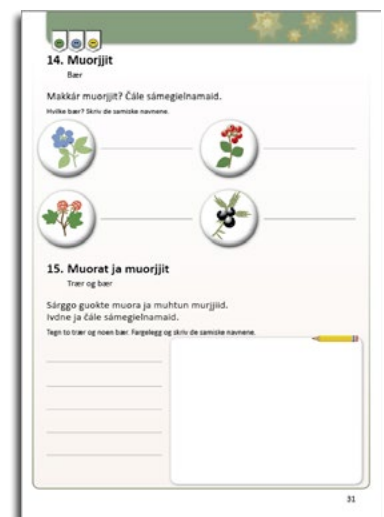 14. Muorjjit
Bær
Makkár muorjjit? Čále sámegielnamaid.
Hvilke bær? Skriv de samiske navnene.
15. Muorat ja muorjjit
Trær og bær
Sárggo guokte muora ja muhtun murjjiid.
Ivdne ja čále sámegielnamaid.
Tegn to trær og noen bær. Fargelegg og skriv de samiske navnene.
31